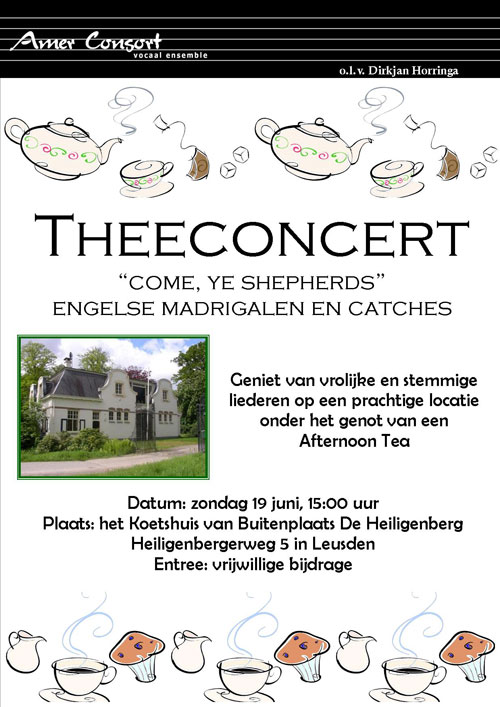 Amer Consort
vocaal ensemble
o.l.v. Dirkjan Horringa
THEECONCERT
“COME, YE SHEPHERDS”
ENGELSE MADRIGALEN EN CATCHES
Geniet van vrolijke en stemmige
liederen op een prachtige locatie
onder het genot van een
Afternoon Tea
Datum: zondag 19 juni, 15:00 uur
Plaats: het Koetshuis van Buitenplaats De Heiligenberg
Heiligenbergerweg 5 in Leusden
Entree: vrijwillige bijdrage